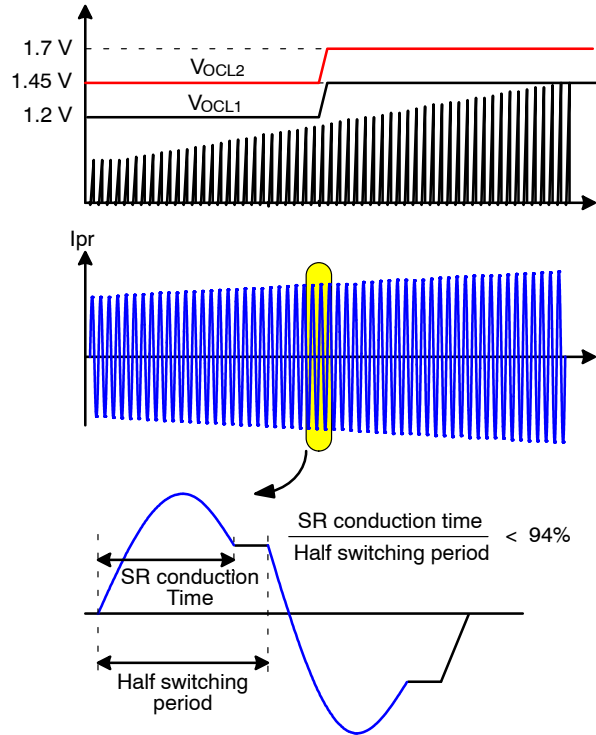 1.7 V
VOCL2
1.45 V
VOCL1
1.2 V
Ipr
SR conduction time
Half switching period
< 94%
SR conduction
Time
Half switching
period